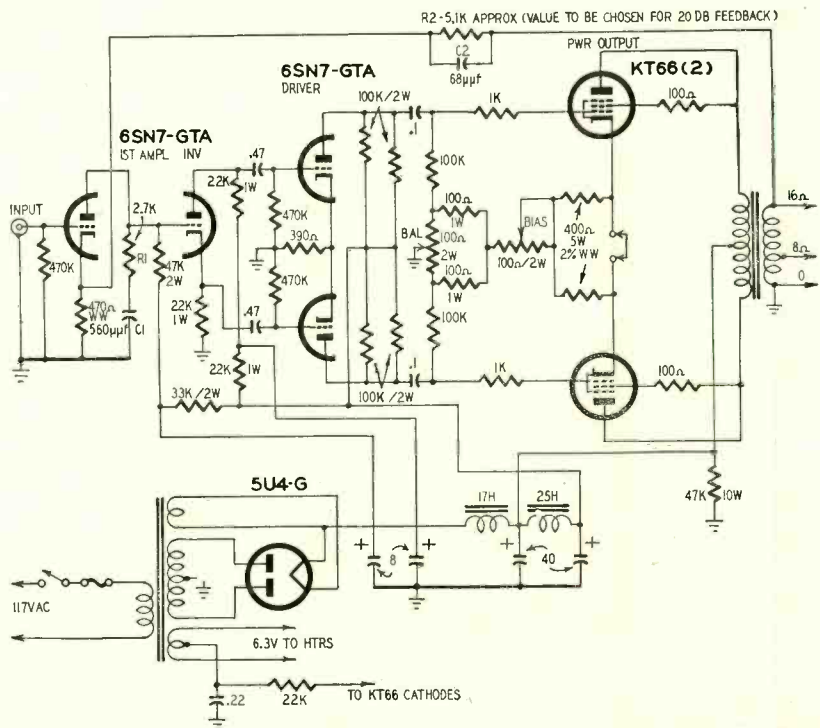 R2-5.1K APPROX (VALUE TO BE CHOSEN FOR 20 DB FEEDBACK)
C2
68µµf
PWR OUTPUT
KT66(2)
6SN7-GTA
DRIVER
100K/2W
.1
1K
100Ω
6SN7-GTA
1ST AMPL INV
.47
22K
1W
100K
INPUT
2.7K
470K
R1
47K
2W
470K
390Ω
470K
BAL
100Ω
1W
100Ω
2W
100Ω
1W
BIAS
100Ω/2W
400Ω
5W
2% WW
16Ω
8Ω
0
470Ω
WW
560µµf
C1
22K
1W
.47
100K
22K
1W
33K/2W
100K/2W
.1
1K
100Ω
5U4-G
17H
25H
47K
10W
+
8
+
+
40
+
117VAC
6.3V TO HTRS
.22
22K
TO KT66 CATHODES